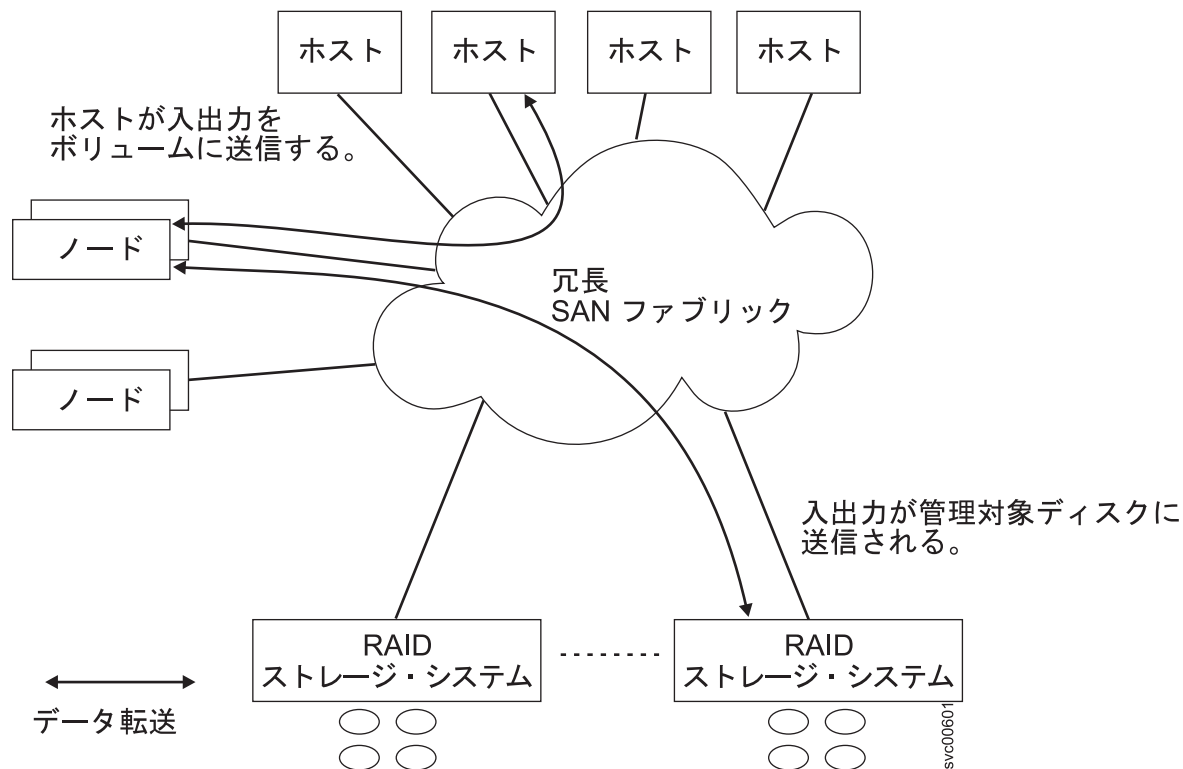 ホスト
ホスト
ホスト
ホスト
ホストが入出力を
ボリュームに送信する。
ノード
冗長
SAN ファブリック
ノード
入出力が管理対象ディスクに
送信される。
RAID
ストレージ・システム
RAID
ストレージ・システム
データ転送
svc00601